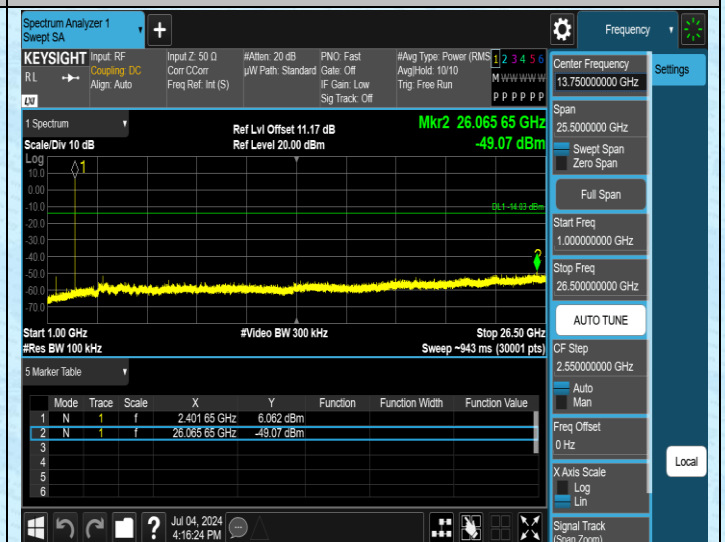 Spectrum Analyzer 1
Swept SA
Frequency
KEYSIGHT
R L
LXI
Input: RF
Coupling: DC
Align: Auto
Input Z: 50 Ω
Corr CCorr
Freq Ref: Int (S)
#Atten: 20 dB
µW Path: Standard
PNO: Fast
Gate: Off
IF Gain: Low
Sig Track: Off
#Avg Type: Power (RMS
Avg|Hold: 10/10
Trig: Free Run
1 2 3 4 5 6
M W W W W W
P P P P P P
1 Spectrum
Scale/Div 10 dB
Ref Lvl Offset 11.17 dB
Ref Level 20.00 dBm
Mkr2 26.065 65 GHz
-49.07 dBm
Log
10.0
0.00
-10.0
-20.0
-30.0
-40.0
-50.0
-60.0
-70.0
1
DL1 -14.03 dBm
2
Start 1.00 GHz
#Res BW 100 kHz
#Video BW 300 kHz
Stop 26.50 GHz
Sweep ~943 ms (30001 pts)
5 Marker Table
Mode Trace Scale X Y Function Function Width Function Value
1 N 1 f 2.401 65 GHz 6.062 dBm
2 N 1 f 26.065 65 GHz -49.07 dBm
3
4
5
6
Jul 04, 2024
4:16:24 PM
Center Frequency
13.750000000 GHz
Span
25.5000000 GHz
Swept Span
Zero Span
Full Span
Start Freq
1.000000000 GHz
Stop Freq
26.500000000 GHz
AUTO TUNE
CF Step
2.550000000 GHz
Auto
Man
Freq Offset
0 Hz
X Axis Scale
Log
Lin
Signal Track
(Span Zoom)
Settings
Local